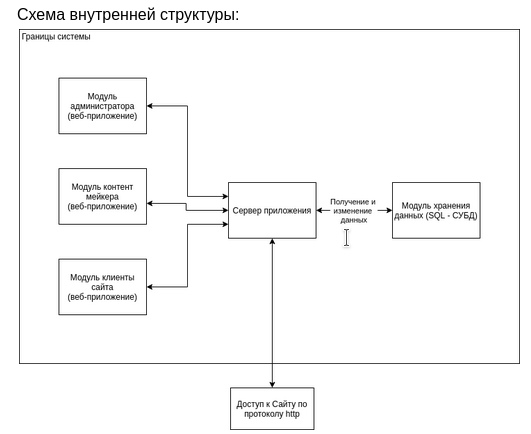 Схема внутренней структуры:
Границы системы
Модуль
администратора
(веб-приложение)
Модуль контент
мейкера
(веб-приложение)
Сервер приложения
Получение и
изменение
данных
Модуль хранения
данных (SQL - СУБД)
Модуль клиенты
сайта
(веб-приложение)
Доступ к Сайту по
протоколу http